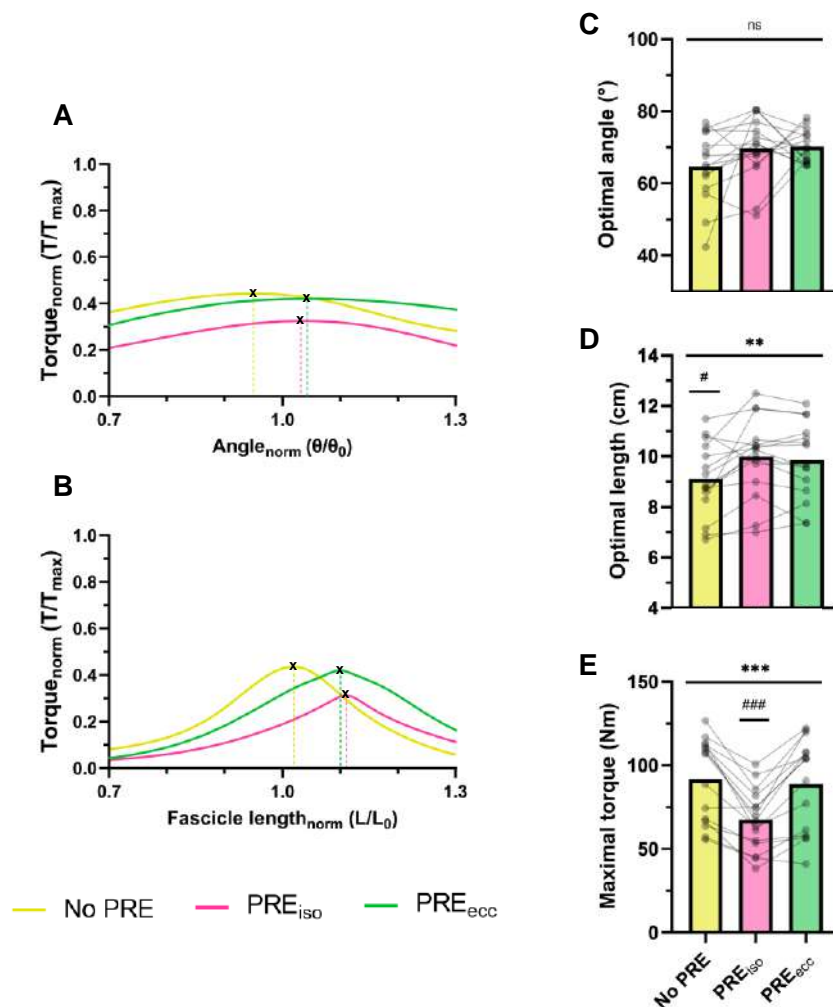 A
Torque_norm (T/T_max)
1.0
0.8
0.6
0.4
0.2
0.0
x
x
x
0.7
1.0
1.3
Angle_norm (θ/θ_0)
B
Torque_norm (T/T_max)
1.0
0.8
0.6
0.4
0.2
0.0
x
x
x
0.7
1.0
1.3
Fascicle length_norm (L/L_0)
No PRE
PRE_iso
PRE_ecc
C
ns
Optimal angle (°)
100
80
60
40
D
**
#
Optimal length (cm)
14
12
10
8
6
4
E
***
###
Maximal torque (Nm)
150
100
50
0
No PRE
PRE_iso
PRE_ecc